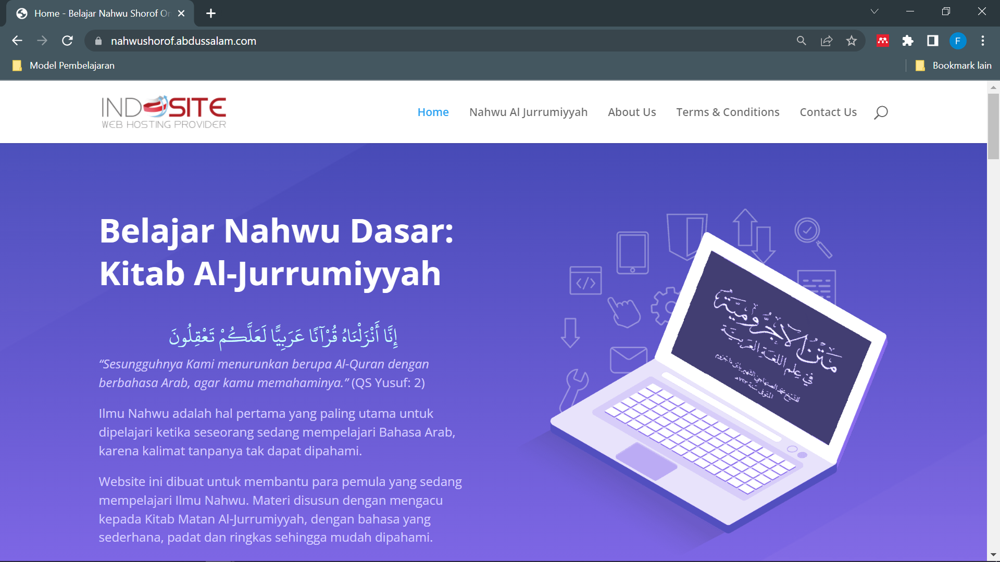 Home - Belajar Nahwu Shorof
nahwushorof.abdussalam.com
F
Model Pembelajaran
Bookmark lain
INDOSITE
WEB HOSTING PROVIDER
Home Nahwu Al Jurrumiyyah About Us Terms & Conditions Contact Us
Belajar Nahwu Dasar:
Kitab Al-Jurrumiyyah
إِنَّا أَنْزَلْنَاهُ قُرْآنًا عَرَبِيًّا لَعَلَّكُمْ تَعْقِلُونَ
“Sesungguhnya Kami menurunkan berupa Al-Quran dengan
berbahasa Arab, agar kamu memahaminya.” (QS Yusuf: 2)
Ilmu Nahwu adalah hal pertama yang paling utama untuk
dipelajari ketika seseorang sedang mempelajari Bahasa Arab,
karena kalimat tanpanya tak dapat dipahami.
Website ini dibuat untuk membantu para pemula yang sedang
mempelajari Ilmu Nahwu. Materi disusun dengan mengacu
kepada Kitab Matan Al-Jurrumiyyah, dengan bahasa yang
sederhana, padat dan ringkas sehingga mudah dipahami.
</>
متن الآجرومية
في علم اللغة العربية